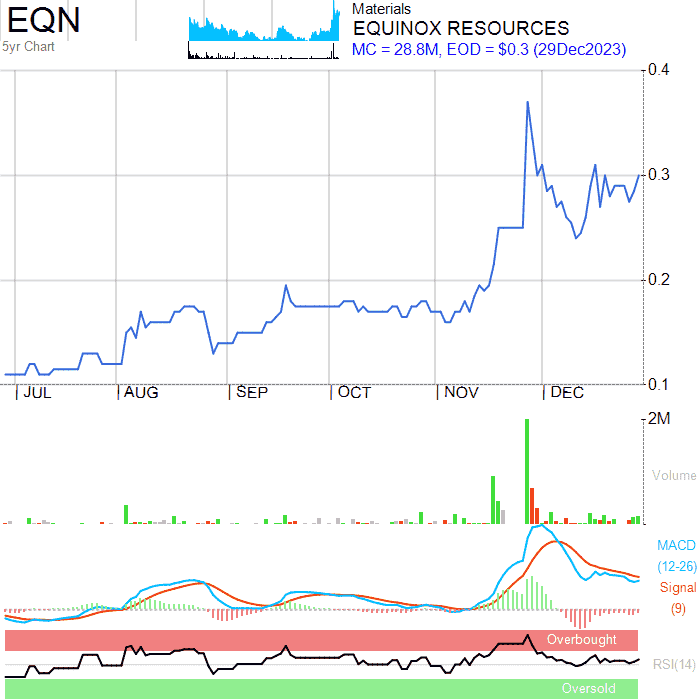 EQN
5yr Chart
Materials
EQUINOX RESOURCES
MC = 28.8M, EOD = $0.3 (29Dec2023)
0.4
0.3
0.2
0.1
JUL AUG SEP OCT NOV DEC
2M
Volume
MACD
(12-26)
Signal
(9)
Overbought
RSI(14)
Oversold